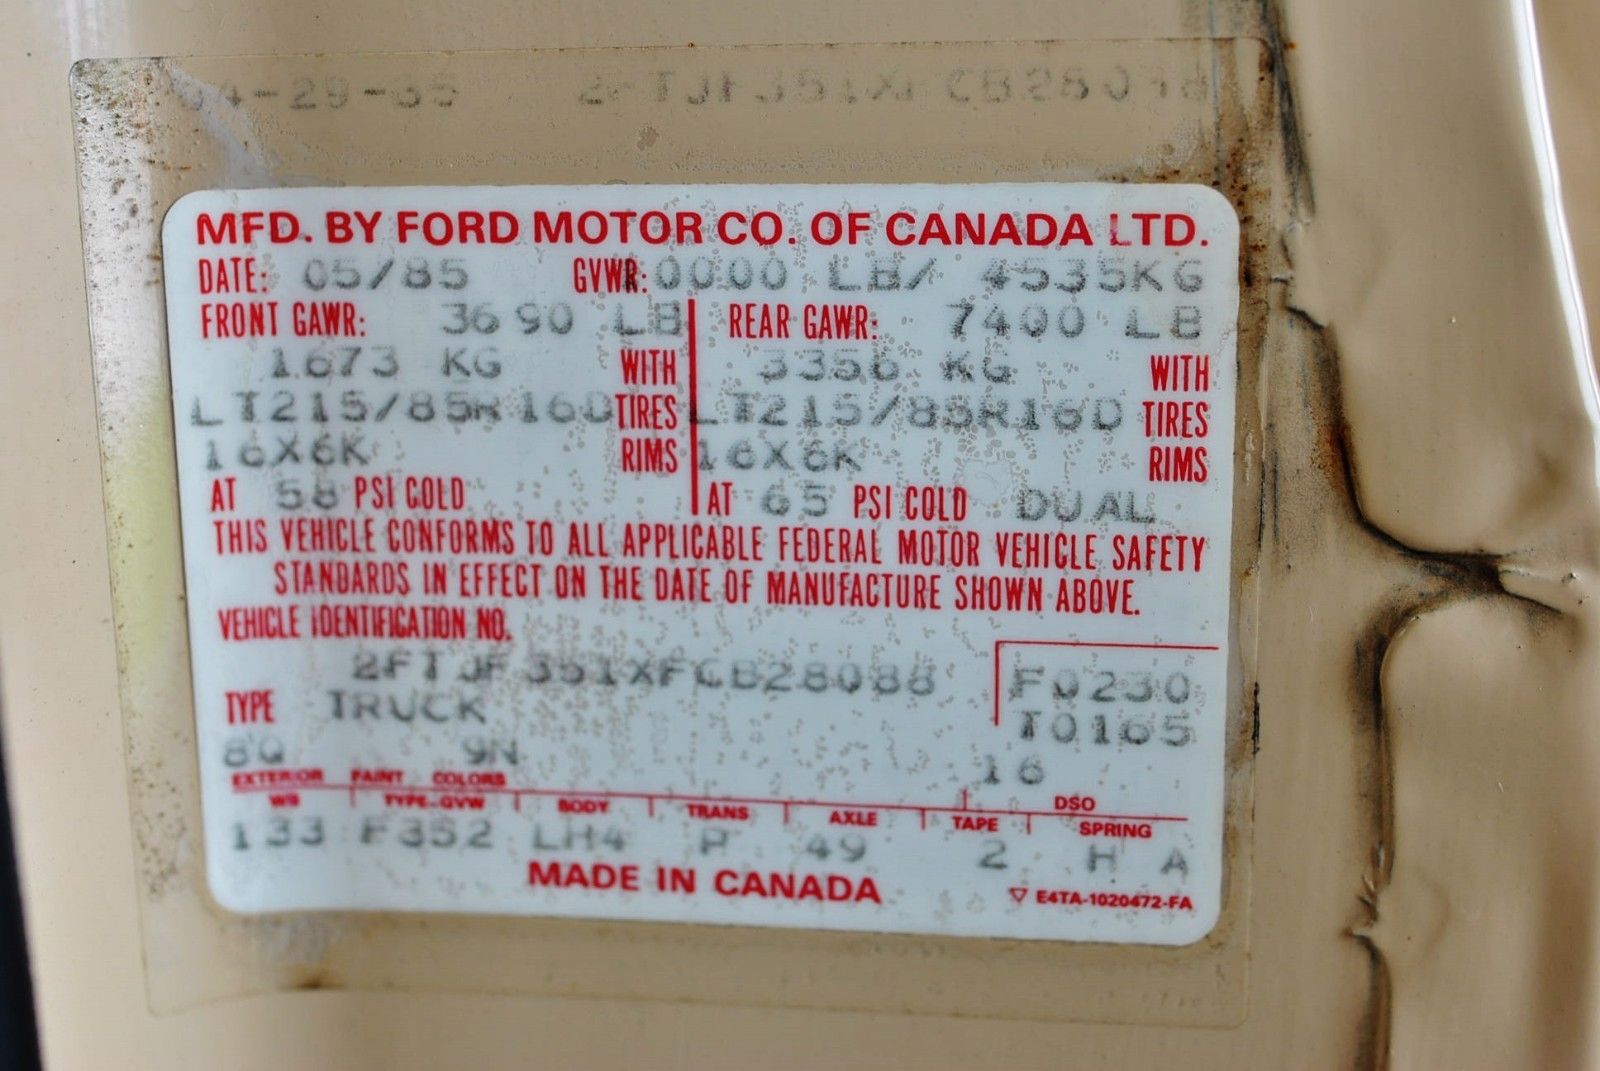 04-29-85 2FTJF351XFCB28088
MFD. BY FORD MOTOR CO. OF CANADA LTD.
DATE: 05/85 GVWR: 10000 LB/ 4535KG
FRONT GAWR: 3690 LB REAR GAWR: 7400 LB
1673 KG WITH 3356 KG WITH
LT215/85R16D TIRES LT215/85R16D TIRES
16X6K RIMS 16X6K RIMS
AT 58 PSI COLD AT 65 PSI COLD DUAL
THIS VEHICLE CONFORMS TO ALL APPLICABLE FEDERAL MOTOR VEHICLE SAFETY
STANDARDS IN EFFECT ON THE DATE OF MANUFACTURE SHOWN ABOVE.
VEHICLE IDENTIFICATION NO.
2FTJF351XFCB28088 F0230
TYPE TRUCK T0165
8Q 9N 16
EXTERIOR PAINT COLORS DSO
WB TYPE-GVW BODY TRANS AXLE TAPE SPRING
133 F352 LH4 P 49 2 H A
MADE IN CANADA
▽ E4TA-1020472-FA